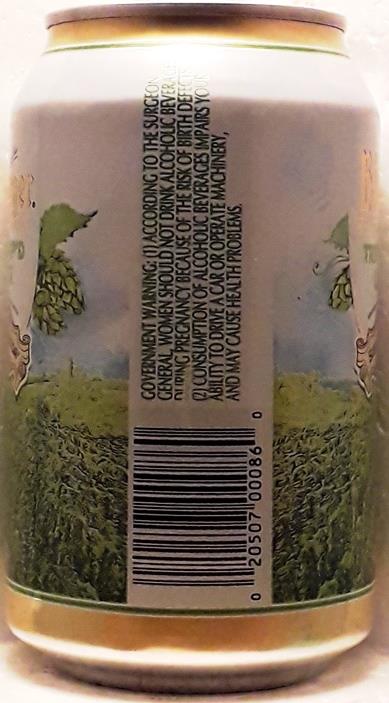 GOVERNMENT WARNING: (1) ACCORDING TO THE SURGEON
GENERAL, WOMEN SHOULD NOT DRINK ALCOHOLIC BEVERAGES
DURING PREGNANCY BECAUSE OF THE RISK OF BIRTH DEFECTS.
(2) CONSUMPTION OF ALCOHOLIC BEVERAGES IMPAIRS YOUR
ABILITY TO DRIVE A CAR OR OPERATE MACHINERY,
AND MAY CAUSE HEALTH PROBLEMS.
0 20507 00086 0